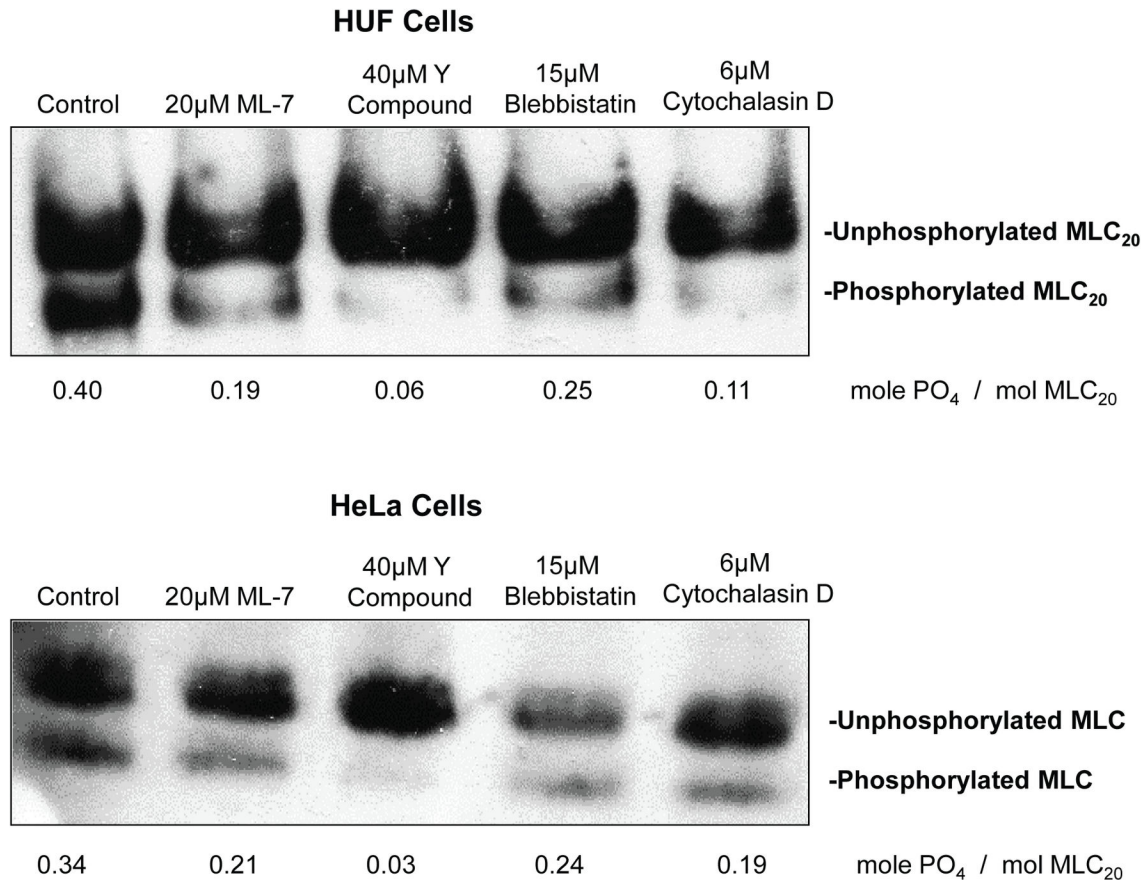 HUF Cells
Control 20µM ML-7 40µM Y Compound 15µM Blebbistatin 6µM Cytochalasin D
-Unphosphorylated MLC₂₀
-Phosphorylated MLC₂₀
0.40 0.19 0.06 0.25 0.11 mole PO₄ / mol MLC₂₀
HeLa Cells
Control 20µM ML-7 40µM Y Compound 15µM Blebbistatin 6µM Cytochalasin D
-Unphosphorylated MLC
-Phosphorylated MLC
0.34 0.21 0.03 0.24 0.19 mole PO₄ / mol MLC₂₀